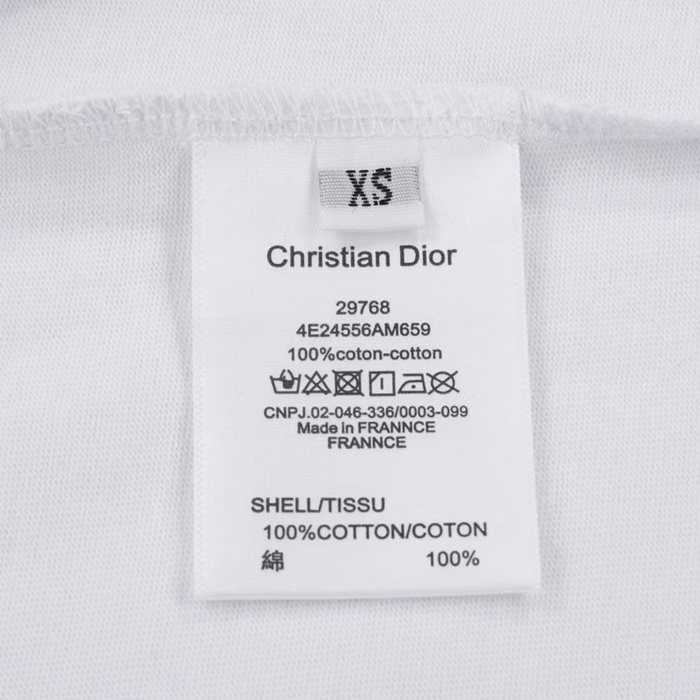 XS
Christian Dior
29768
4E24556AM659
100%coton-cotton
CNPJ.02-046-336/0003-099
Made in FRANNCE
FRANNCE
SHELL/TISSU
100%COTTON/COTON
綿 100%